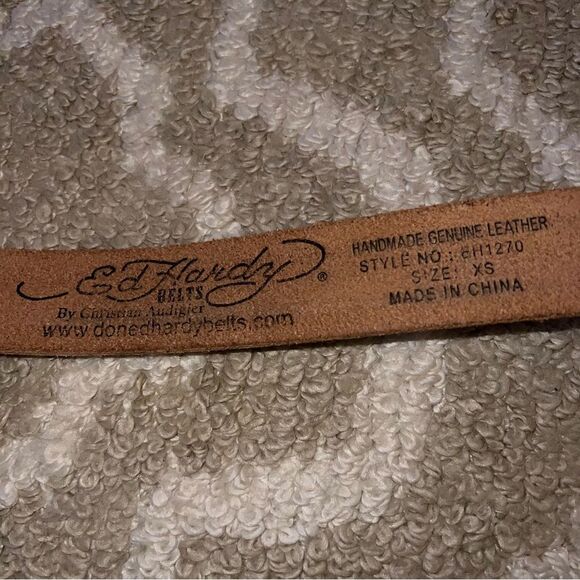 Ed Hardy ®
BELTS
By Christian Audigier
www.donedhardybelts.com
HANDMADE GENUINE LEATHER
STYLE NO.: EH1270
SIZE: XS
MADE IN CHINA